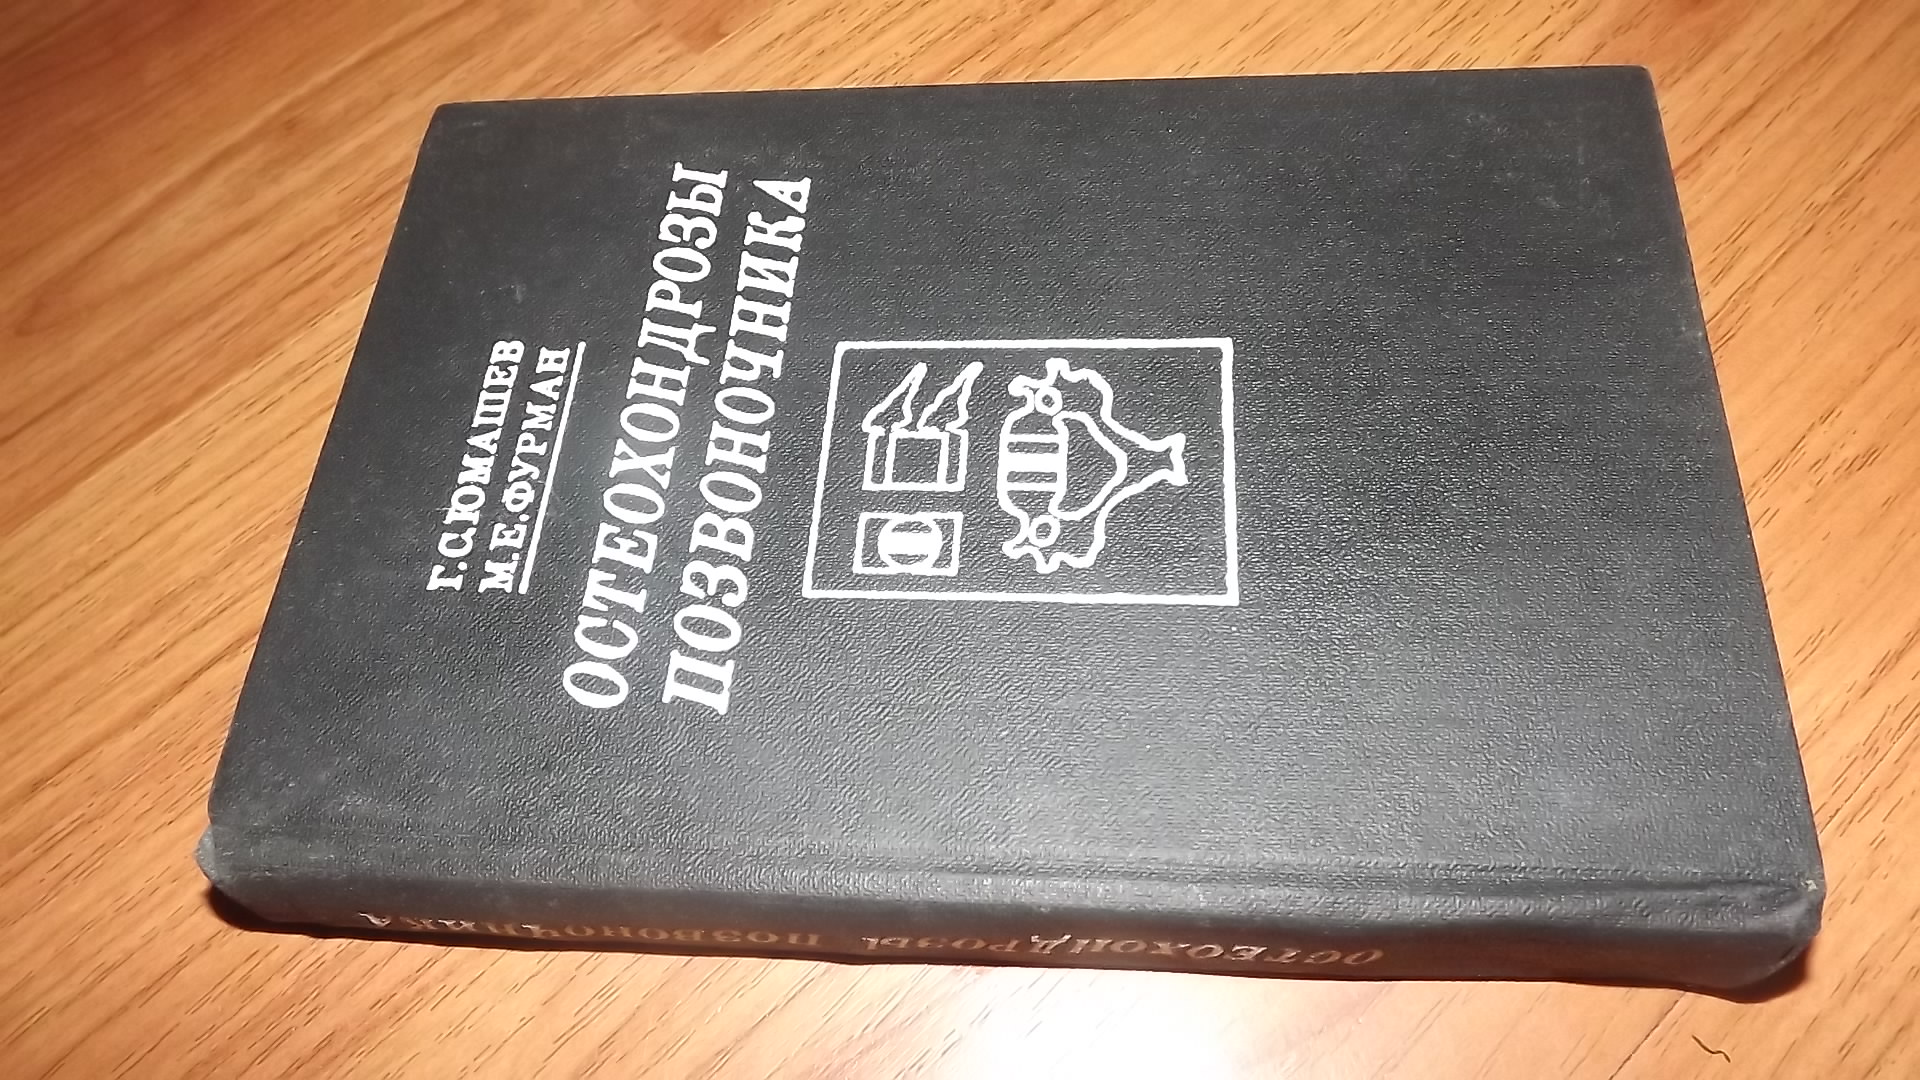 Г.С.ЮМАШЕВ
М.Е.ФУРМАН
ОСТЕОХОНДРОЗЫ
ПОЗВОНОЧНИКА
ОСТЕОХОНДРОЗЫ ПОЗВОНОЧНИКА